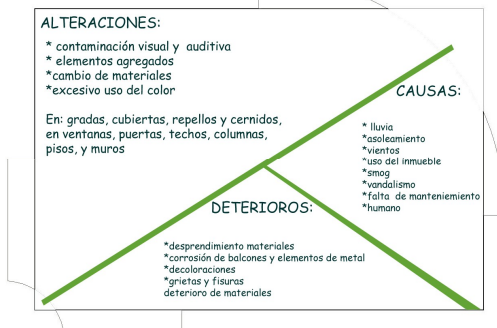 ALTERACIONES:
* contaminación visual y auditiva
* elementos agregados
*cambio de materiales
*excesivo uso del color
En: gradas, cubiertas, repellos y cernidos,
en ventanas, puertas, techos, columnas,
pisos, y muros
CAUSAS:
* lluvia
*asoleamiento
*vientos
*uso del inmueble
*smog
*vandalismo
*falta de manteniemiento
*humano
DETERIOROS:
*desprendimiento materiales
*corrosión de balcones y elementos de metal
*decoloraciones
*grietas y fisuras
deterioro de materiales